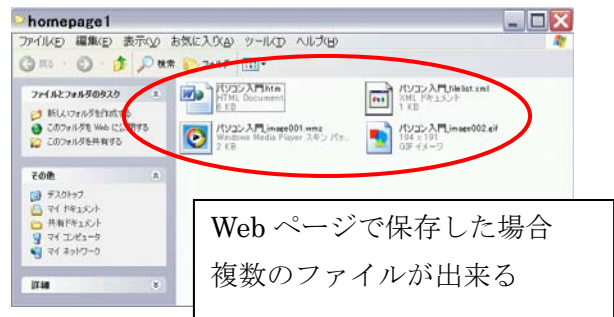 homepage1
ファイル(F) 編集(E) 表示(V) お気に入り(A) ツール(T) ヘルプ(H)
戻る 検索 フォルダ
ファイルとフォルダのタスク
新しいフォルダを作成する
このフォルダを Web に公開する
このフォルダを共有する
その他
デスクトップ
マイ ドキュメント
共有ドキュメント
マイ コンピュータ
マイ ネットワーク
詳細
パソコン入門.htm
HTML Document
6 KB
パソコン入門_filelist.xml
XML ドキュメント
1 KB
パソコン入門_image001.wmz
Windows Media Player スキン パッ...
2 KB
パソコン入門_image002.gif
194 x 191
GIF イメージ
Web ページで保存した場合
複数のファイルが出来る